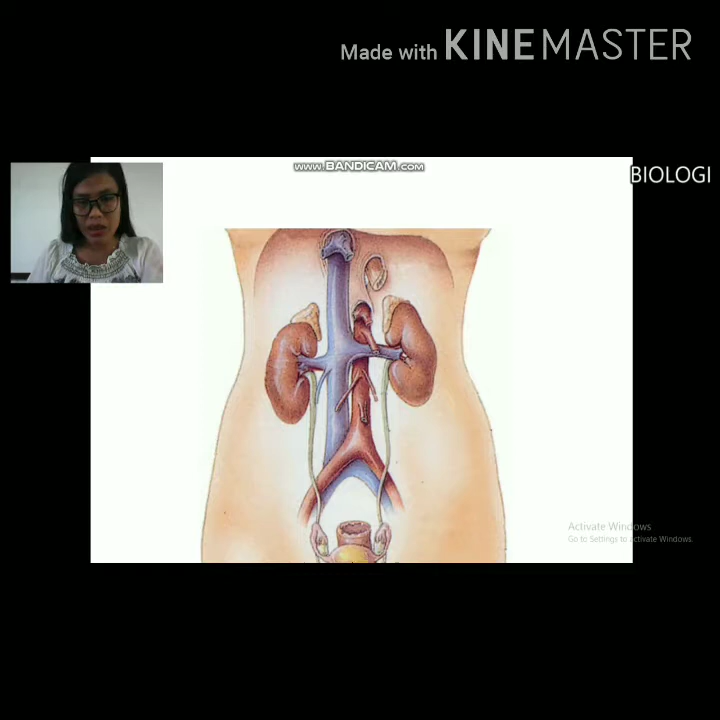 Made with KINEMASTER
www.BANDICAM.com
BIOLOGI
Activate Windows
Go to Settings to activate Windows.